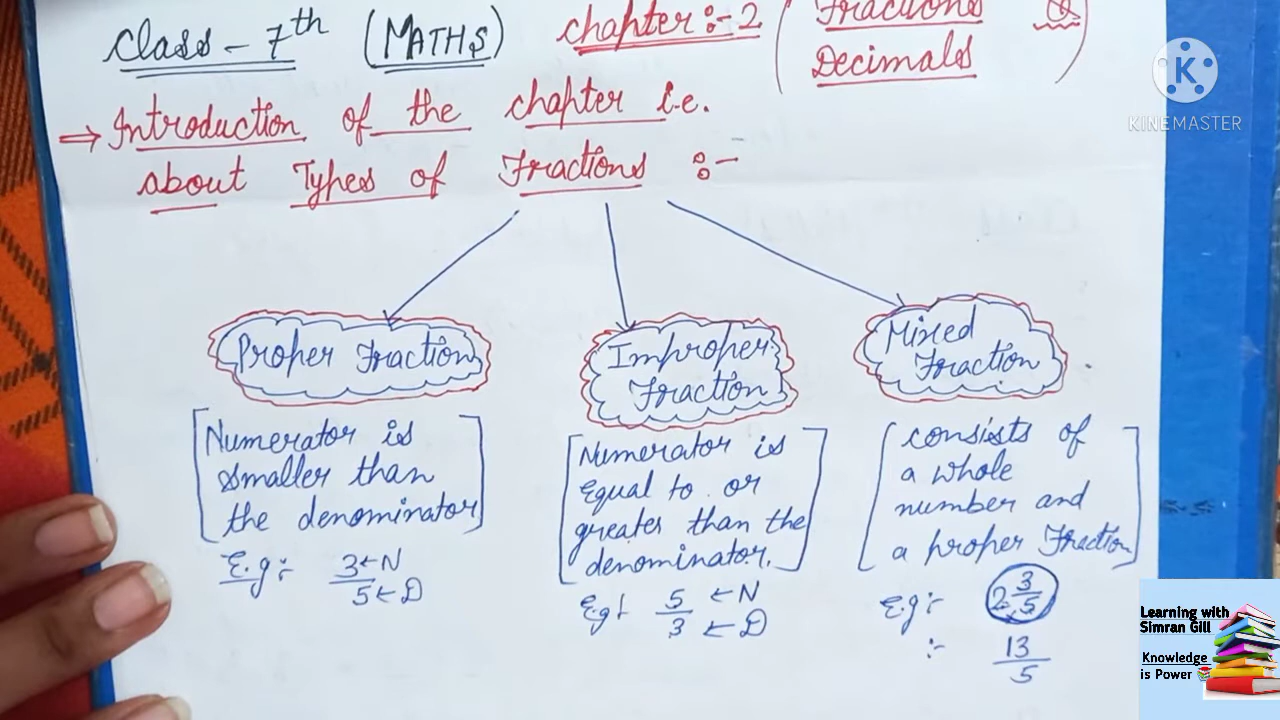 Class - 7th (MATHS) Chapter:- 2 (Fractions &
Decimals)
→ Introduction of the chapter i.e.
about Types of Fractions :-
Proper Fraction
[Numerator is
smaller than
the denominator]
E.g:- 3 ← N
5 ← D
Improper
Fraction
[Numerator is
Equal to or
greater than the
denominator.]
E.g:- 5 ← N
3 ← D
Mixed
Fraction
[consists of
a whole
number and
a proper Fraction]
E.g:- 2 3/5
:- 13/5
K
KINEMASTER
Learning with
Simran Gill
Knowledge
is Power